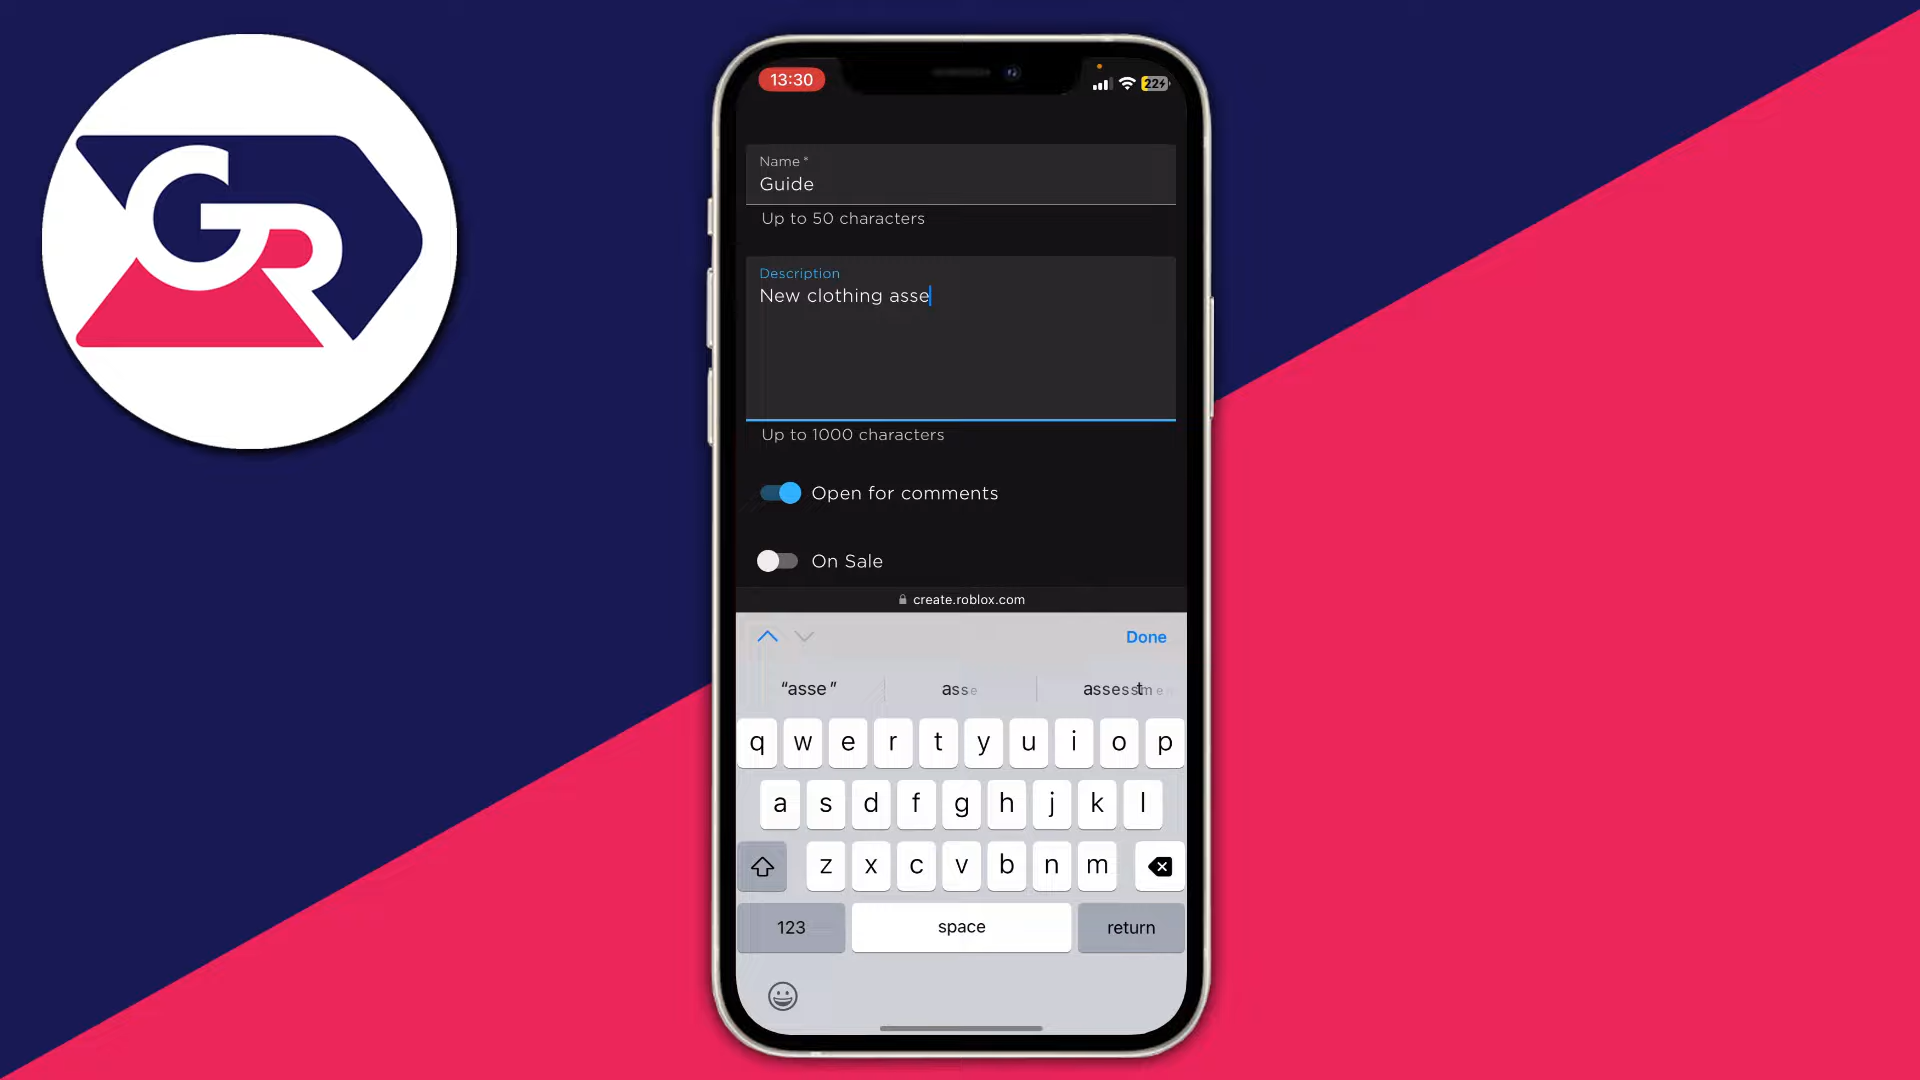 GR
13:30
22
Name *
Guide
Up to 50 characters
Description
New clothing asse
Up to 1000 characters
Open for comments
On Sale
create.roblox.com
Done
“asse” asse
q w e r t y u i o p
a s d f g h j k l
z x c v b n m
123 space return